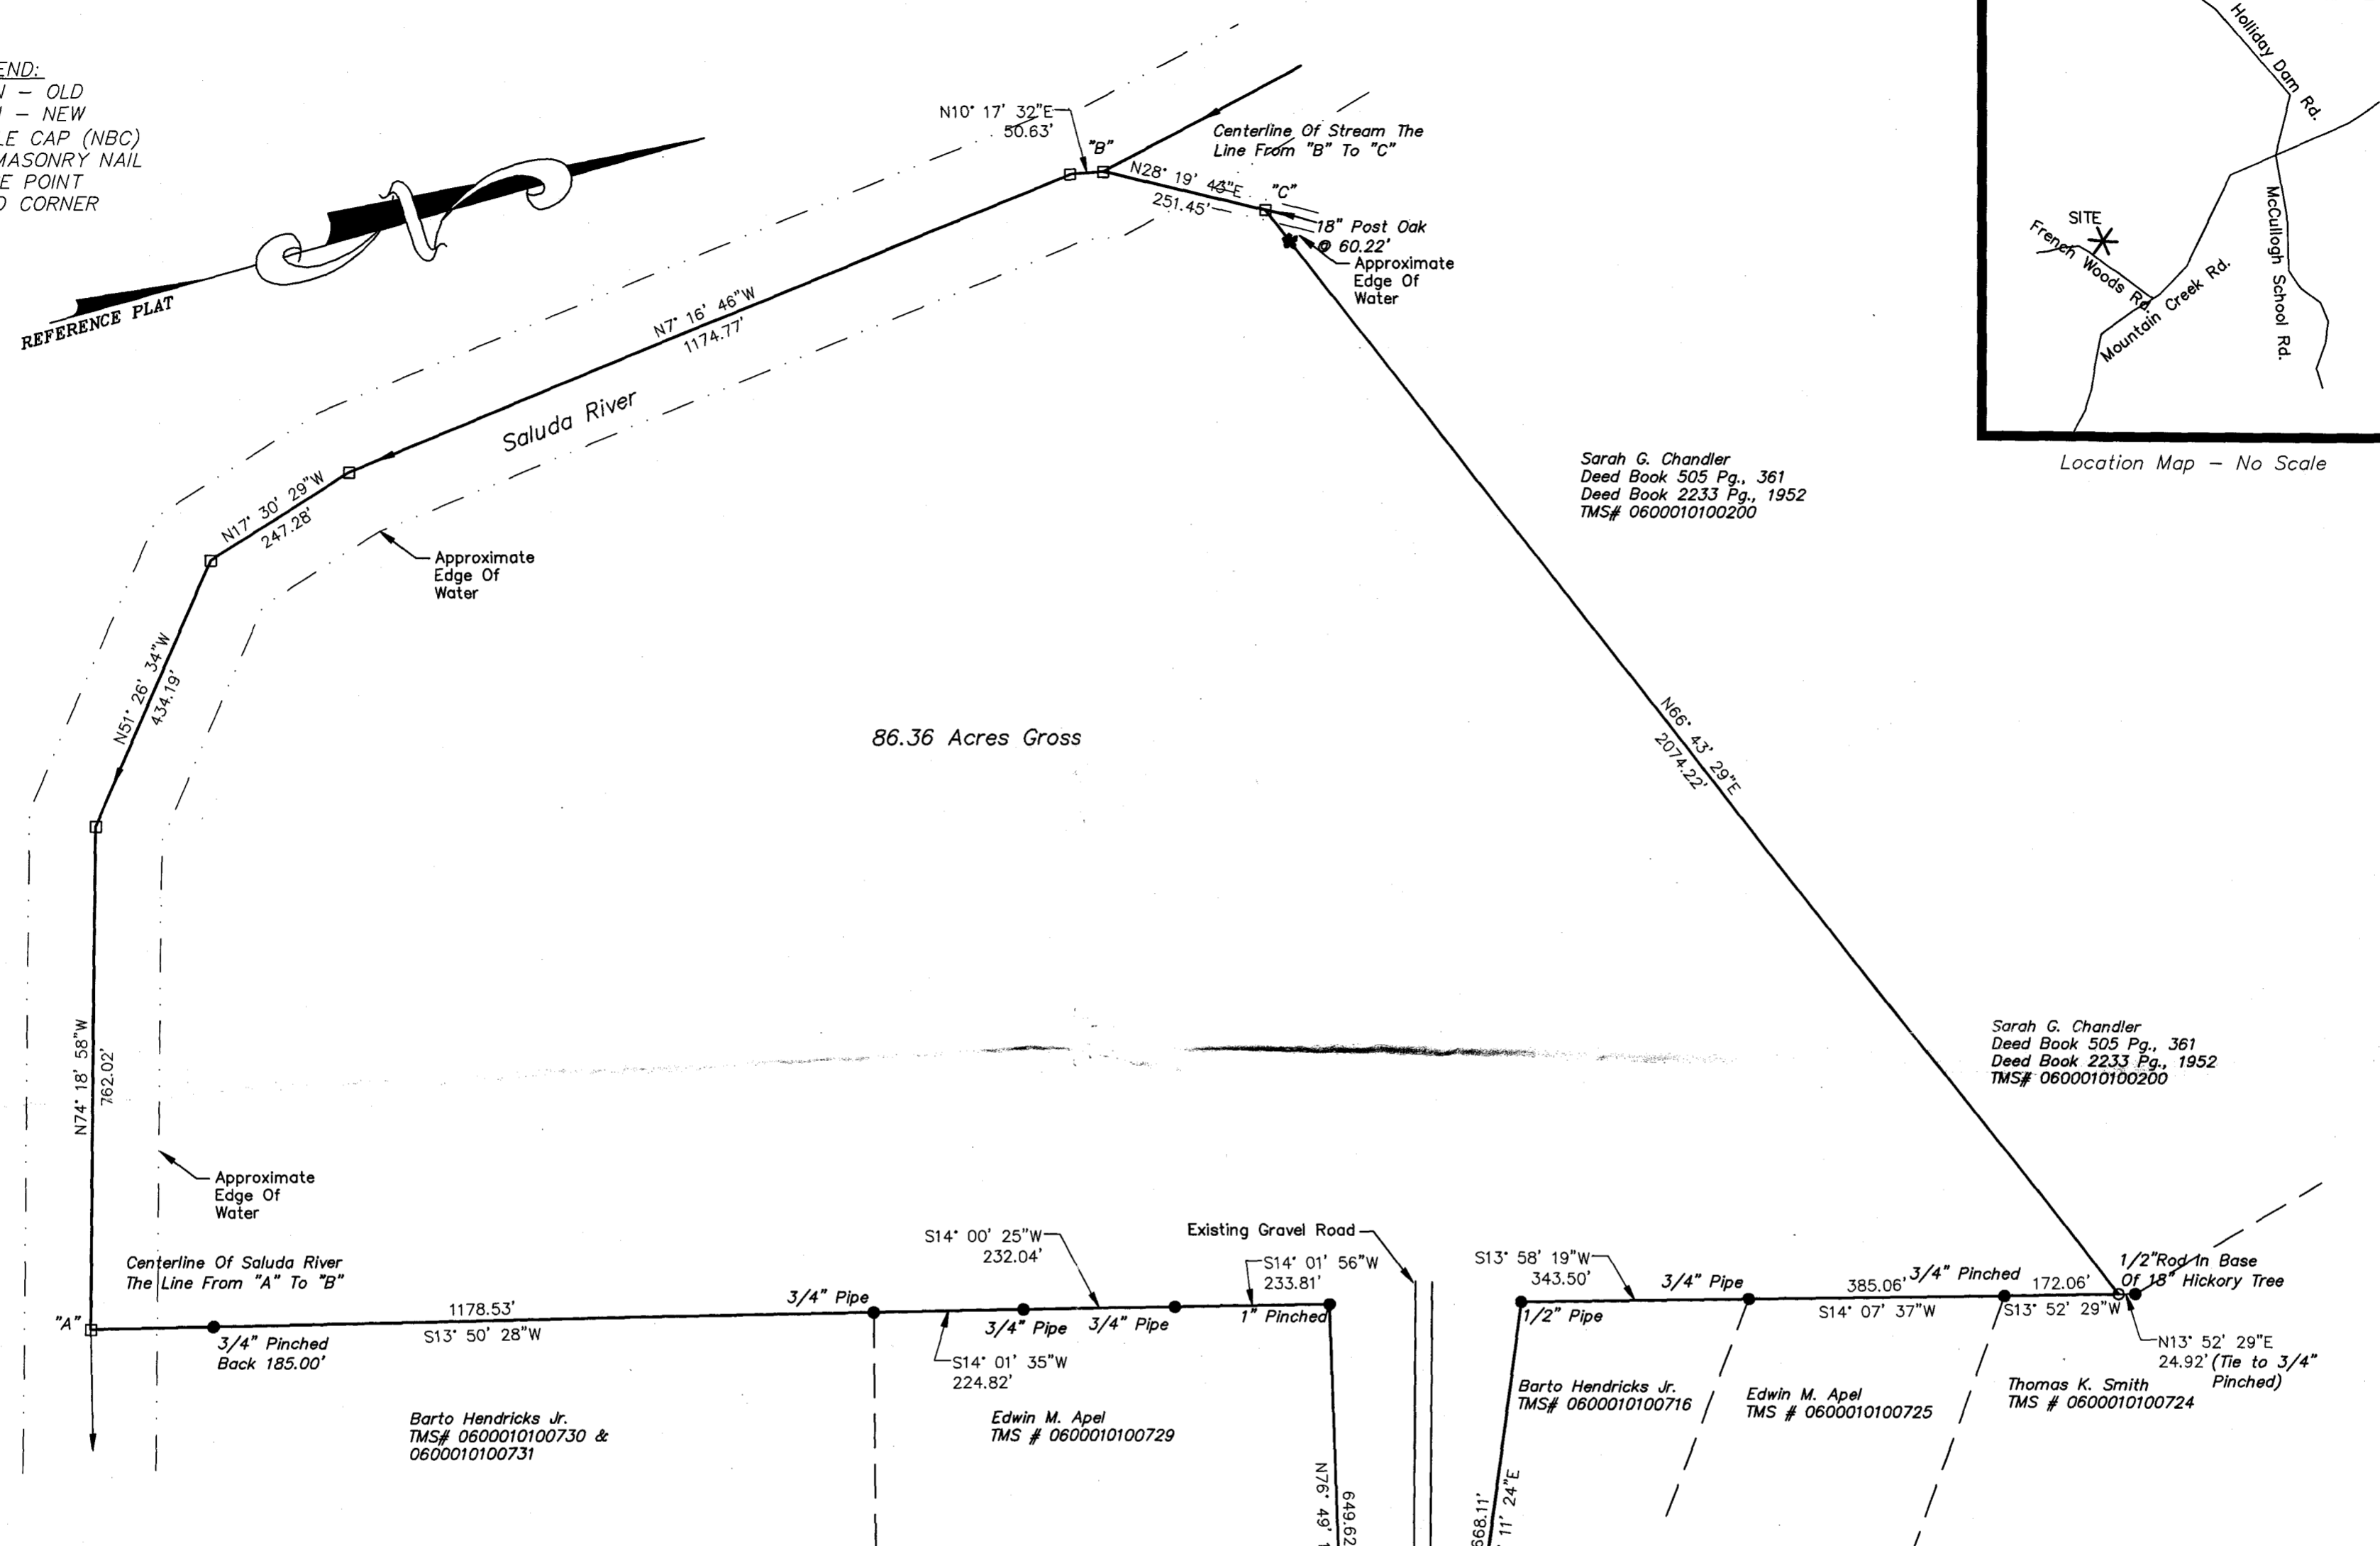 END:
– OLD
– NEW
LE CAP (NBC)
MASONRY NAIL
E POINT
D CORNER
REFERENCE PLAT
N10° 17' 32"E
50.63'
"B"
Centerline Of Stream The
Line From "B" To "C"
N28° 19' 43"E
251.45'
"C"
18" Post Oak
@ 60.22'
Approximate
Edge Of
Water
N7° 16' 46"W
1174.77'
Saluda River
N17° 30' 29"W
247.28'
Approximate
Edge Of
Water
N51° 26' 34"W
434.19'
Holliday Dam Rd.
McCullogh School Rd.
SITE
French Woods Rd.
Mountain Creek Rd.
Location Map – No Scale
Sarah G. Chandler
Deed Book 505 Pg., 361
Deed Book 2233 Pg., 1952
TMS# 0600010100200
86.36 Acres Gross
N66° 43' 29"E
2074.22'
Sarah G. Chandler
Deed Book 505 Pg., 361
Deed Book 2233 Pg., 1952
TMS# 0600010100200
N74° 18' 58"W
762.02'
Approximate
Edge Of
Water
Centerline Of Saluda River
The Line From "A" To "B"
"A"
3/4" Pinched
Back 185.00'
1178.53'
S13° 50' 28"W
3/4" Pipe
S14° 00' 25"W
232.04'
3/4" Pipe
3/4" Pipe
S14° 01' 35"W
224.82'
Existing Gravel Road
S14° 01' 56"W
233.81'
1" Pinched
S13° 58' 19"W
343.50'
1/2" Pipe
3/4" Pipe
385.06'
S14° 07' 37"W
3/4" Pinched
172.06'
S13° 52' 29"W
1/2"Rod In Base
Of 18" Hickory Tree
N13° 52' 29"E
24.92' (Tie to 3/4"
Pinched)
Barto Hendricks Jr.
TMS# 0600010100730 &
0600010100731
Edwin M. Apel
TMS # 0600010100729
Barto Hendricks Jr.
TMS# 0600010100716
Edwin M. Apel
TMS # 0600010100725
Thomas K. Smith
TMS # 0600010100724
N76° 49'
649.62
668.11'
11' 24"E